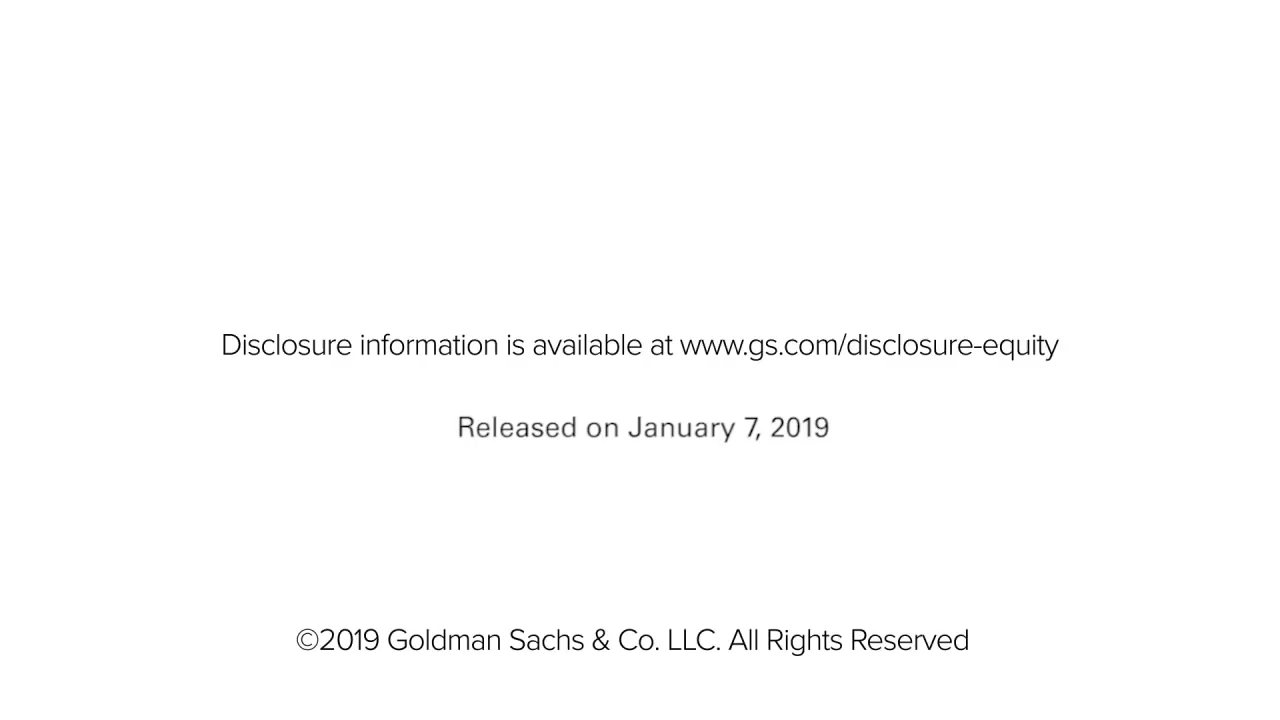 Disclosure information is available at www.gs.com/disclosure-equity
Released on January 7, 2019
©2019 Goldman Sachs & Co. LLC. All Rights Reserved